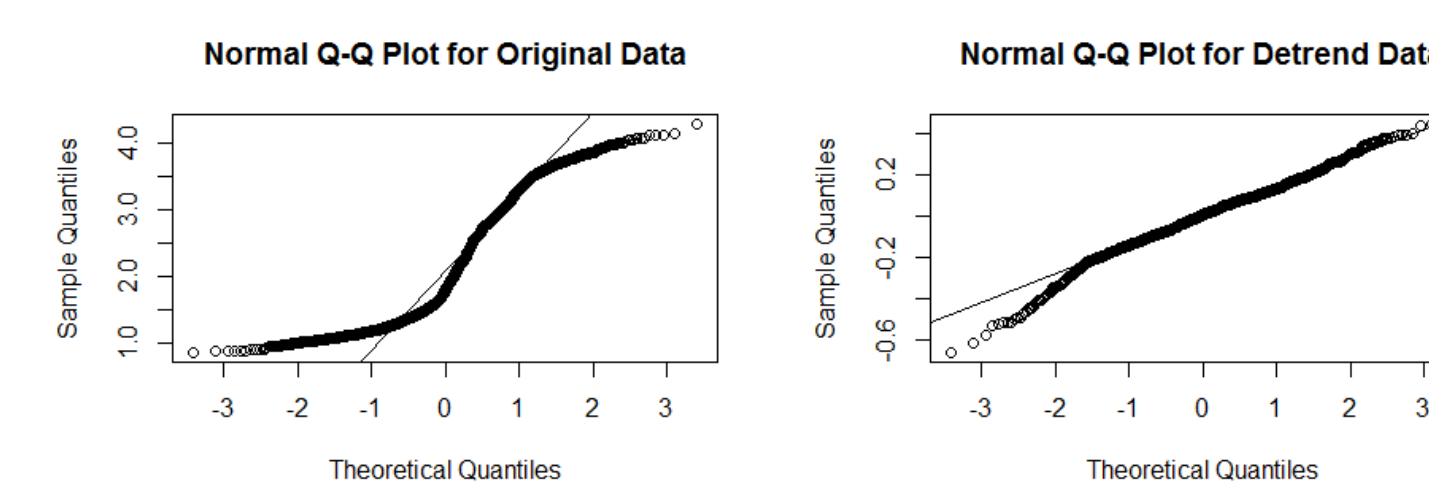 Normal Q-Q Plot for Original Data
Sample Quantiles
4.0
3.0
2.0
1.0
-3 -2 -1 0 1 2 3
Theoretical Quantiles
Normal Q-Q Plot for Detrend Data
Sample Quantiles
0.2
-0.2
-0.6
-3 -2 -1 0 1 2 3
Theoretical Quantiles